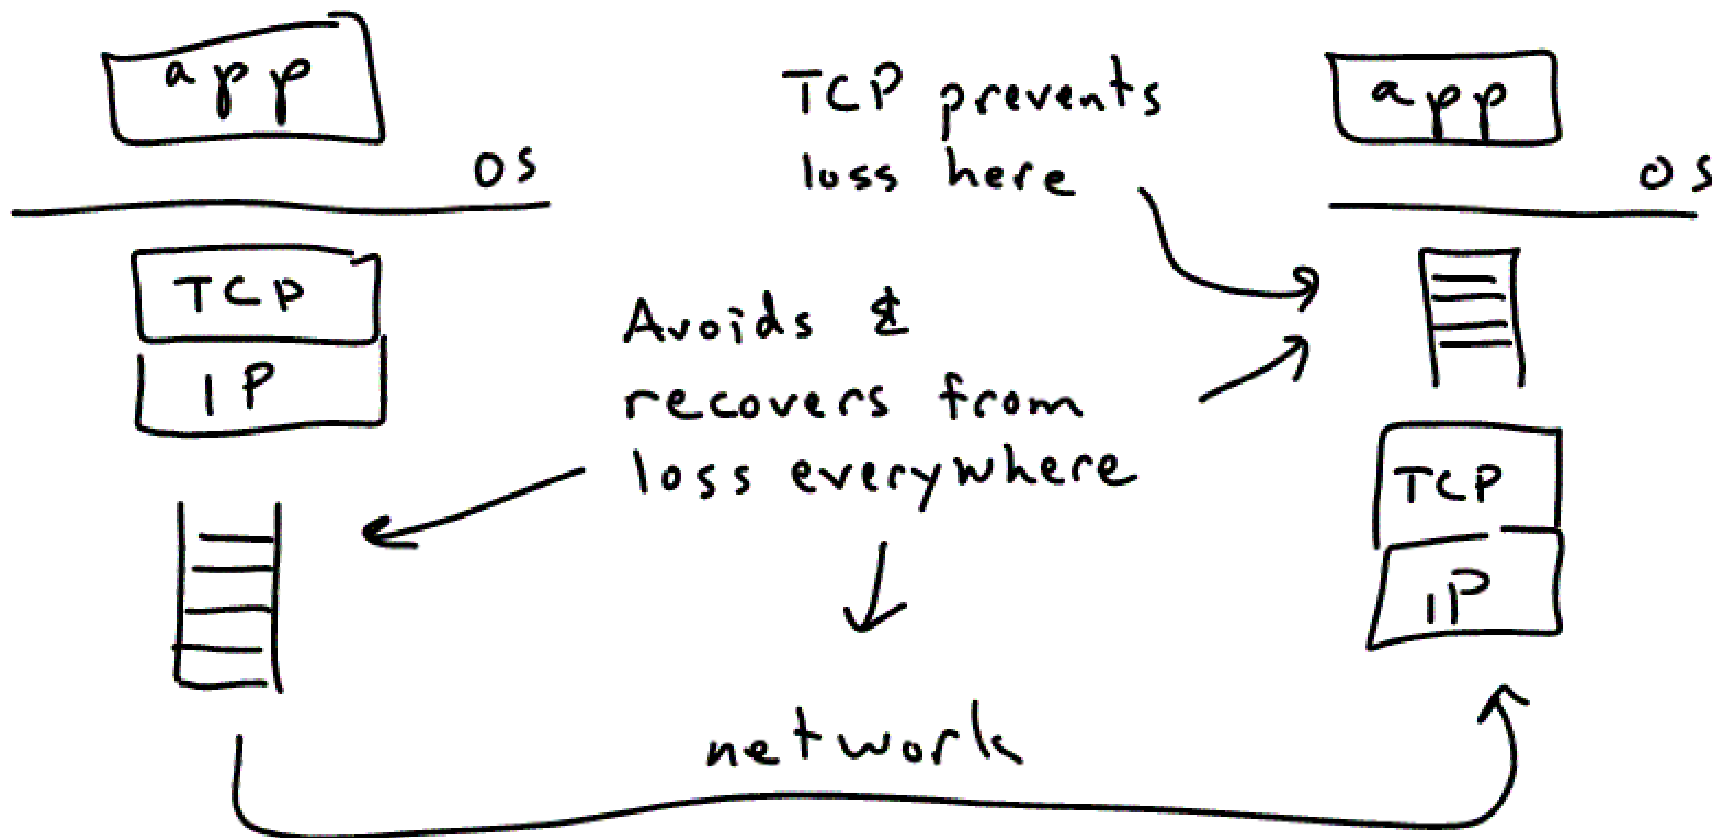 app
OS
TCP
IP
TCP prevents
loss here
Avoids &
recovers from
loss everywhere
network
app
OS
TCP
IP